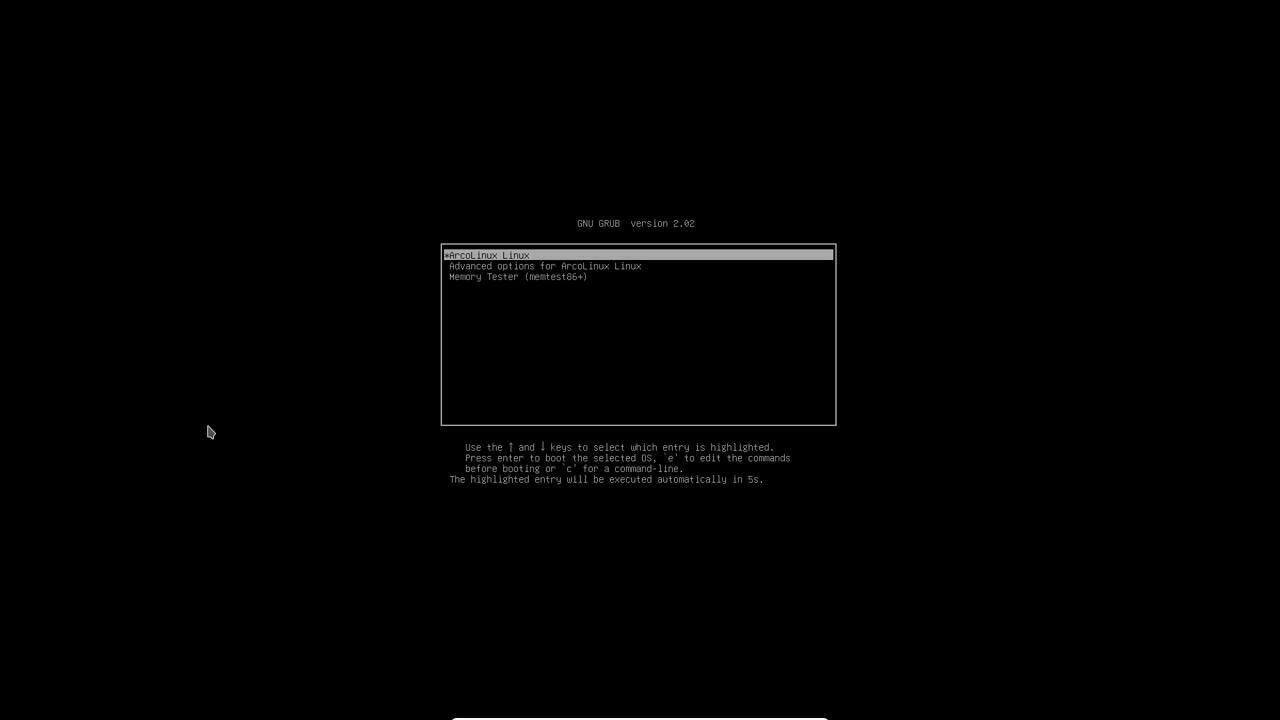 GNU GRUB  version 2.02
*ArcoLinux Linux
Advanced options for ArcoLinux Linux
Memory Tester (memtest86+)
Use the ↑ and ↓ keys to select which entry is highlighted.
Press enter to boot the selected OS, `e' to edit the commands
before booting or `c' for a command-line.
The highlighted entry will be executed automatically in 5s.